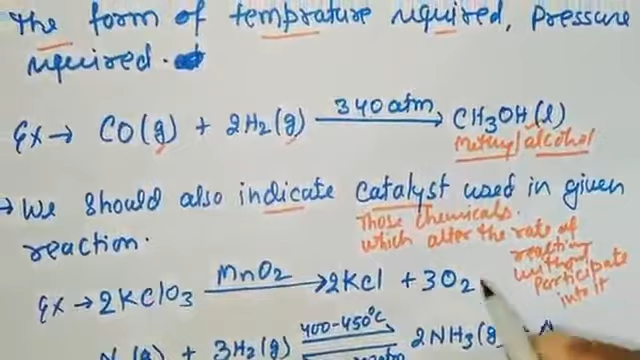 The form of temprature required, pressure
required.
Ex → CO(g) + 2H2(g) 340atm → CH3OH(l)
Methyl alcohol
→ We should also indicate catalyst used in given
reaction.
Those chemicals.
which alter the rate of
reaction
without
participate
into it
Ex → 2KClO3 MnO2 → 2KCl + 3O2
(g) + 3H2(g) 400-450°C 2NH3(g